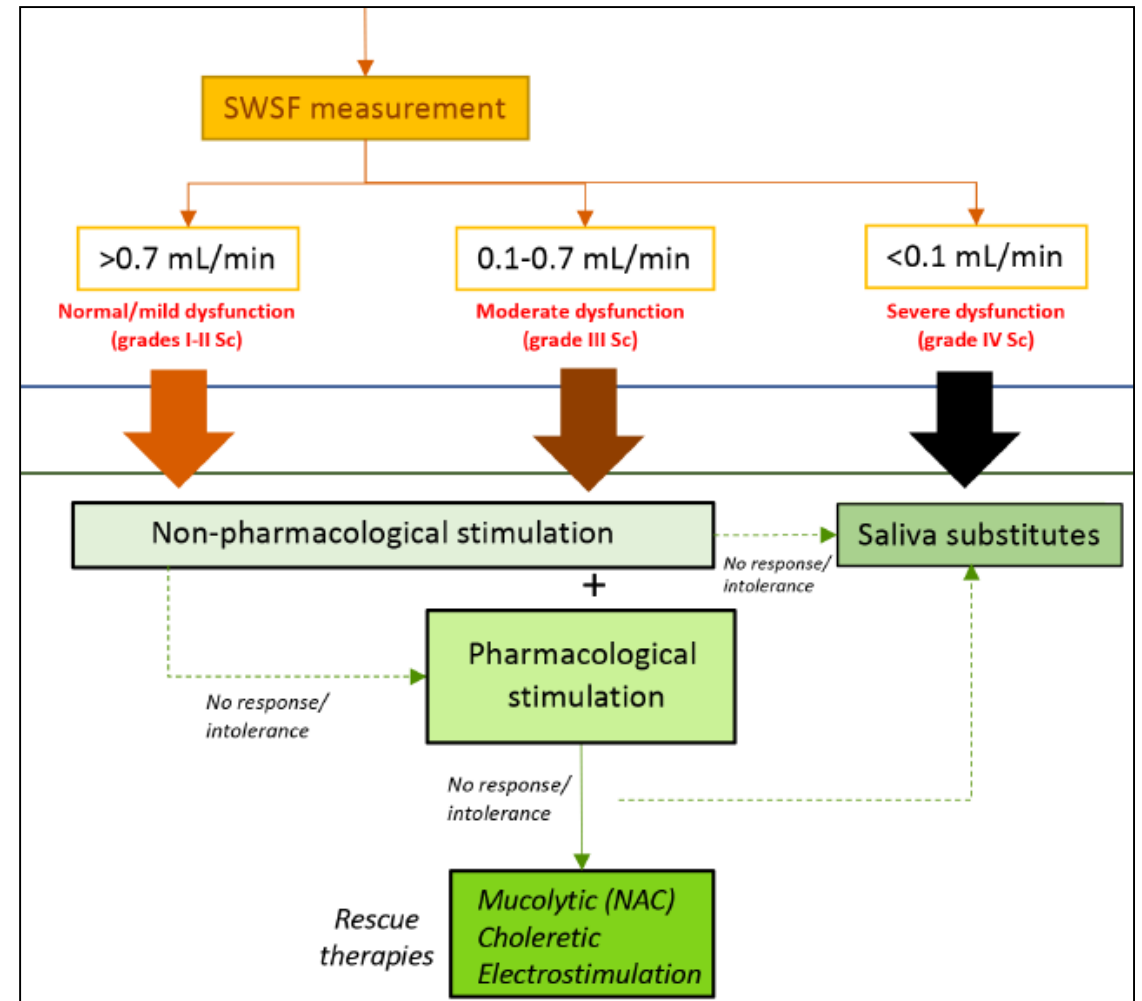 SWSF measurement
>0.7 mL/min
0.1-0.7 mL/min
<0.1 mL/min
Normal/mild dysfunction
(grades I-II Sc)
Moderate dysfunction
(grade III Sc)
Severe dysfunction
(grade IV Sc)
Non-pharmacological stimulation
Saliva substitutes
No response/
intolerance
+
Pharmacological
stimulation
No response/
intolerance
No response/
intolerance
Rescue
therapies
Mucolytic (NAC)
Choleretic
Electrostimulation